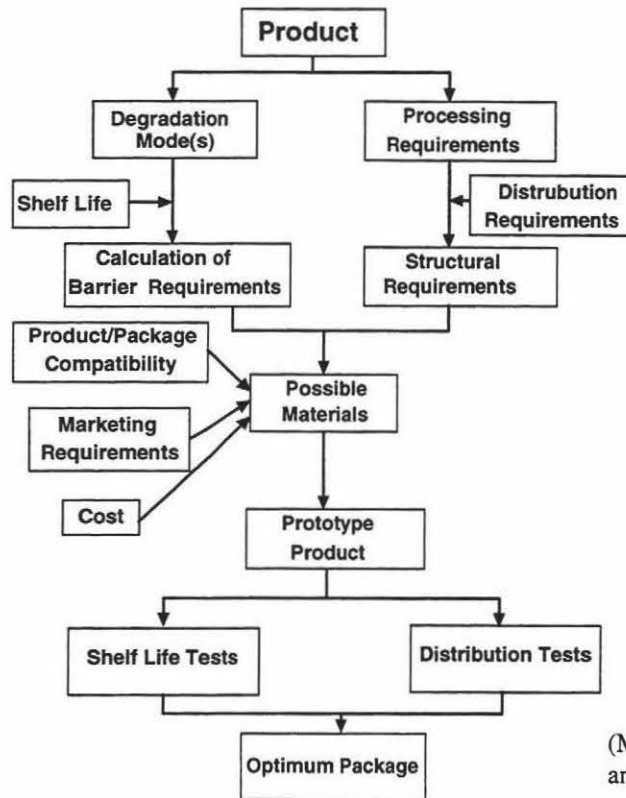 Product
Degradation
Mode(s)
Processing
Requirements
Shelf Life
Distrubution
Requirements
Calculation of
Barrier Requirements
Structural
Requirements
Product/Package
Compatibility
Possible
Materials
Marketing
Requirements
Cost
Prototype
Product
Shelf Life Tests
Distribution Tests
Optimum Package